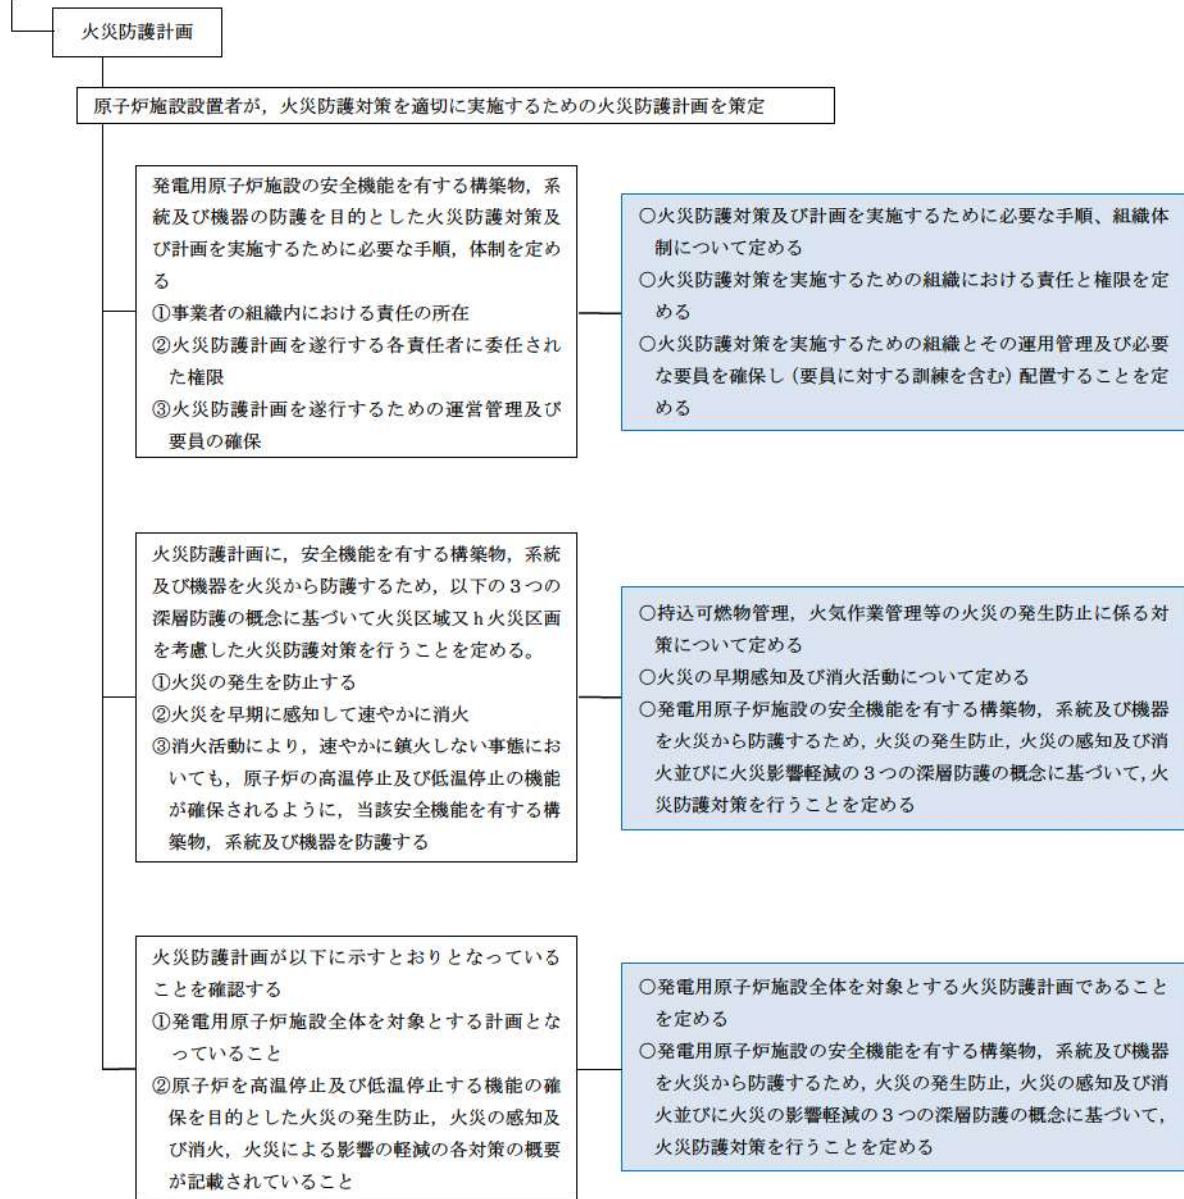 火災防護計画
原子炉施設設置者が，火災防護対策を適切に実施するための火災防護計画を策定
発電用原子炉施設の安全機能を有する構築物，系
統及び機器の防護を目的とした火災防護対策及
び計画を実施するために必要な手順，体制を定め
る
①事業者の組織内における責任の所在
②火災防護計画を遂行する各責任者に委任され
た権限
③火災防護計画を遂行するための運営管理及び
要員の確保
○火災防護対策及び計画を実施するために必要な手順、組織体
制について定める
○火災防護対策を実施するための組織における責任と権限を定
める
○火災防護対策を実施するための組織とその運用管理及び必要
な要員を確保し（要員に対する訓練を含む）配置することを定
める
火災防護計画に，安全機能を有する構築物，系統
及び機器を火災から防護するため，以下の３つの
深層防護の概念に基づいて火災区域又ｈ火災区画
を考慮した火災防護対策を行うことを定める。
①火災の発生を防止する
②火災を早期に感知して速やかに消火
③消火活動により，速やかに鎮火しない事態にお
いても，原子炉の高温停止及び低温停止の機能
が確保されるように，当該安全機能を有する構
築物，系統及び機器を防護する
○持込可燃物管理，火気作業管理等の火災の発生防止に係る対
策について定める
○火災の早期感知及び消火活動について定める
○発電用原子炉施設の安全機能を有する構築物，系統及び機器
を火災から防護するため，火災の発生防止，火災の感知及び消
火並びに火災影響軽減の３つの深層防護の概念に基づいて，火
災防護対策を行うことを定める
火災防護計画が以下に示すとおりとなっている
ことを確認する
①発電用原子炉施設全体を対象とする計画とな
っていること
②原子炉を高温停止及び低温停止する機能の確
保を目的とした火災の発生防止，火災の感知及
び消火，火災による影響の軽減の各対策の概要
が記載されていること
○発電用原子炉施設全体を対象とする火災防護計画であること
を定める
○発電用原子炉施設の安全機能を有する構築物，系統及び機器
を火災から防護するため，火災の発生防止，火災の感知及び消
火並びに火災の影響軽減の３つの深層防護の概念に基づいて，
火災防護対策を行うことを定める